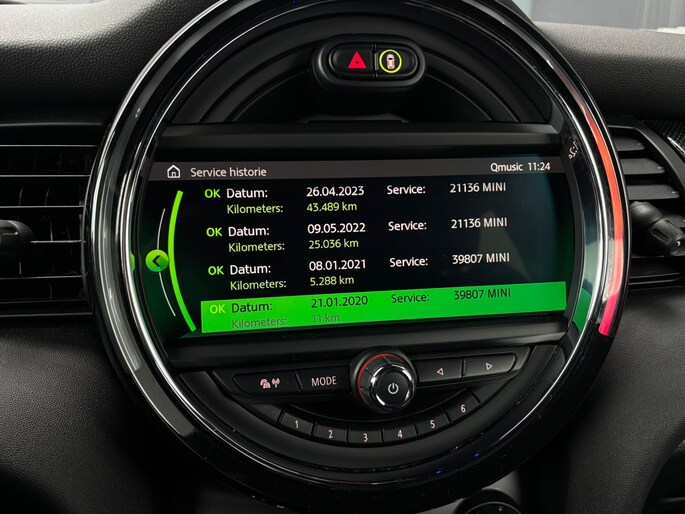 Service historie Qmusic 11:24
OK Datum: 26.04.2023 Service: 21136 MINI
Kilometers: 43.489 km
OK Datum: 09.05.2022 Service: 21136 MINI
Kilometers: 25.036 km
OK Datum: 08.01.2021 Service: 39807 MINI
Kilometers: 5.288 km
OK Datum: 21.01.2020 Service: 39807 MINI
Kilometers: 11 km
MODE
1 2 3 4 5 6